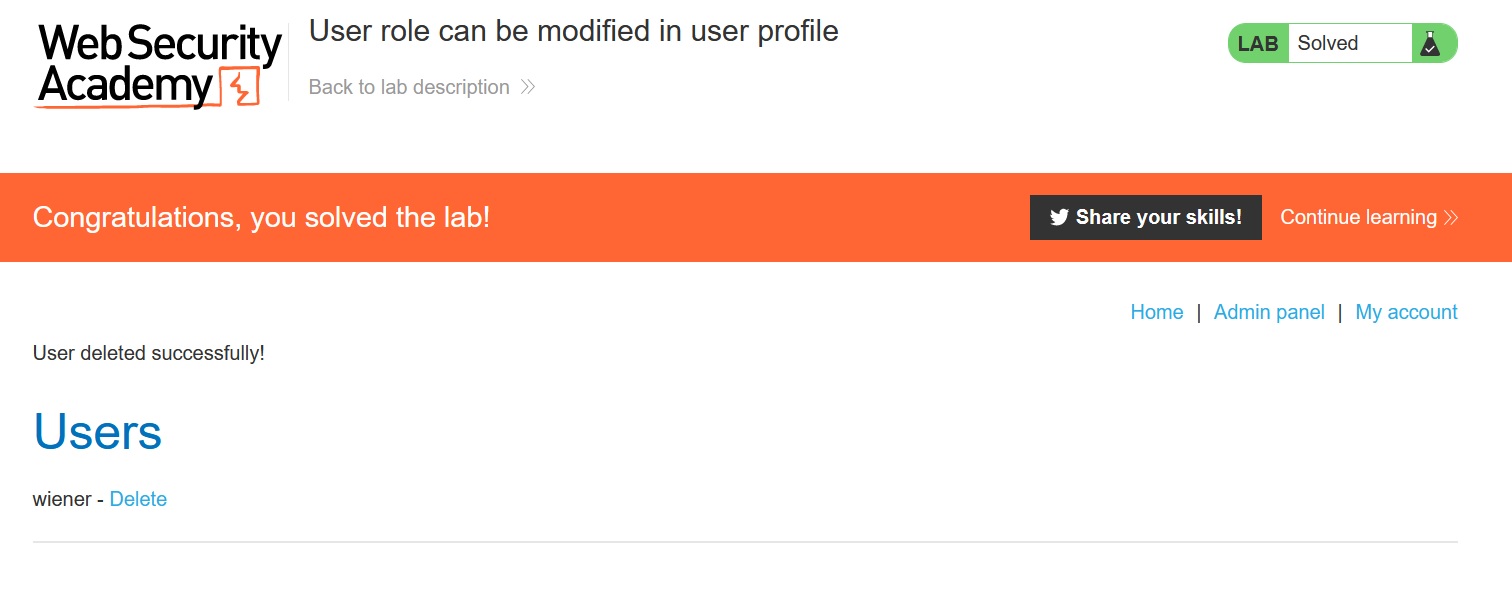 Web Security
Academy
User role can be modified in user profile
Back to lab description
LAB Solved
Congratulations, you solved the lab!
Share your skills!
Continue learning
Home | Admin panel | My account
User deleted successfully!
Users
wiener - Delete